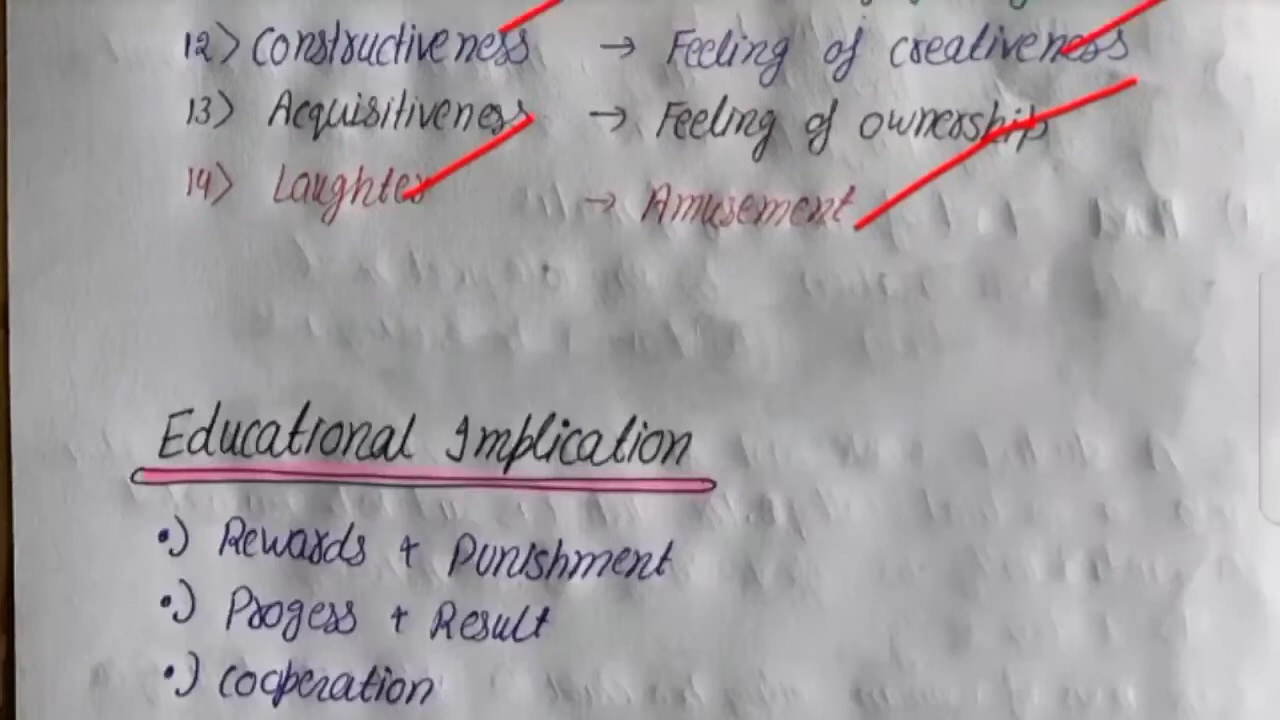 12) Constructiveness → Feeling of creativeness
13) Acquisitiveness → Feeling of ownership
14) Laughter → Amusement
Educational Implication
•) Rewards + Punishment
•) Progess + Result
•) Cooperation